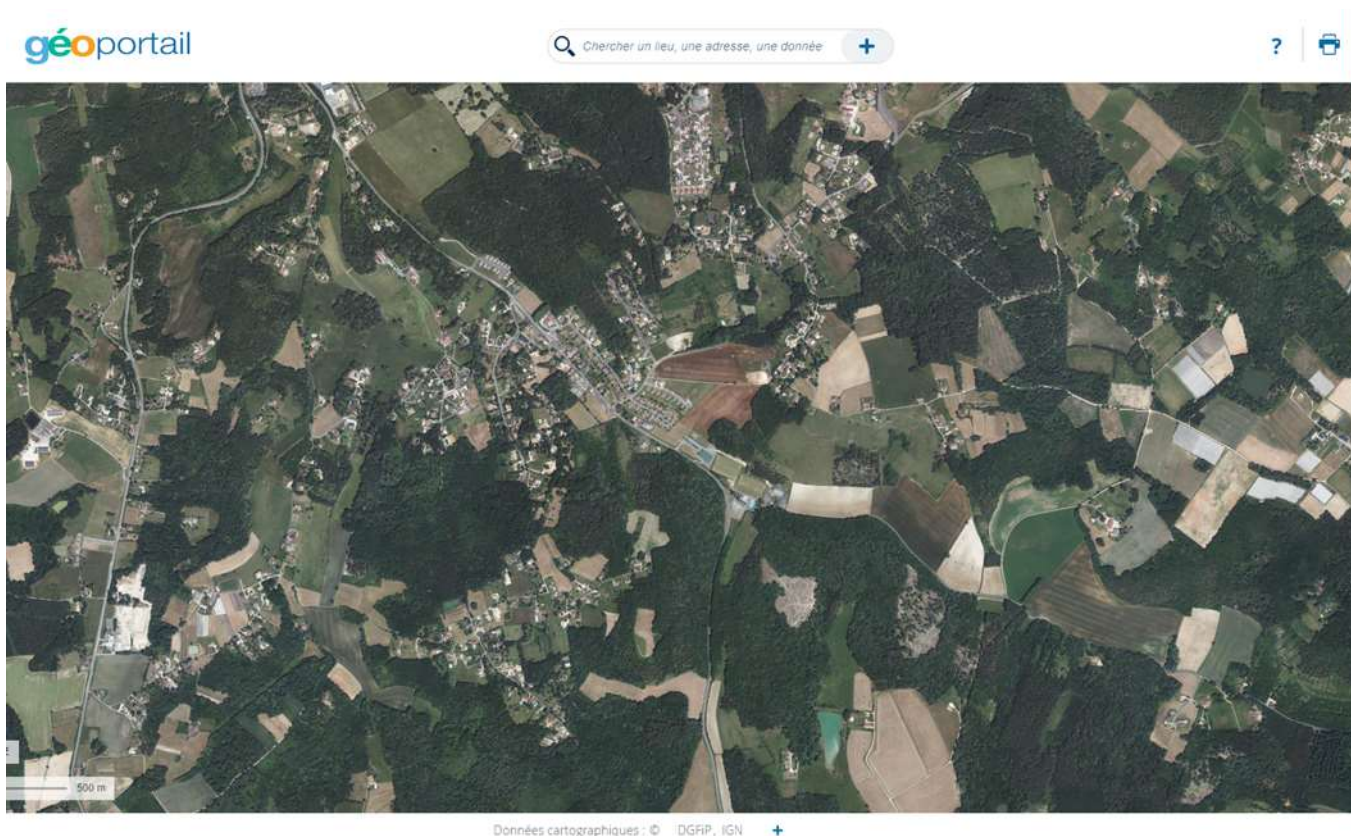 géoportail
Chercher un lieu, une adresse, une donnée
+
?
500 m
Données cartographiques : © DGFiP, IGN +